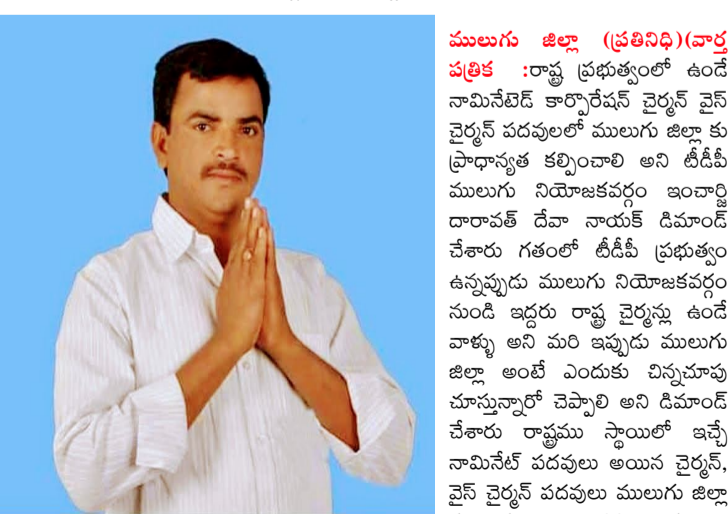 ములుగు జిల్లా (ప్రతినిధి)(వార్త
పత్రిక :రాష్ట్ర ప్రభుత్వంలో ఉండే
నామినేటెడ్ కార్పొరేషన్ చైర్మన్ వైస్
చైర్మన్ పదవులలో ములుగు జిల్లా కు
ప్రాధాన్యత కల్పించాలి అని టీడీపీ
ములుగు నియోజకవర్గం ఇంచార్జి
దారావత్ దేవా నాయక్ డిమాండ్
చేశారు గతంలో టీడీపీ ప్రభుత్వం
ఉన్నప్పుడు ములుగు నియోజకవర్గం
నుండి ఇద్దరు రాష్ట్ర చైర్మన్లు ఉండే
వాళ్ళు అని మరి ఇప్పుడు ములుగు
జిల్లా అంటే ఎందుకు చిన్నచూపు
చూస్తున్నారో చెప్పాలి అని డిమాండ్
చేశారు రాష్ట్రము స్థాయిలో ఇచ్చే
నామినేట్ పదవులు అయిన చైర్మన్,
వైస్ చైర్మన్ పదవులు ములుగు జిల్లా